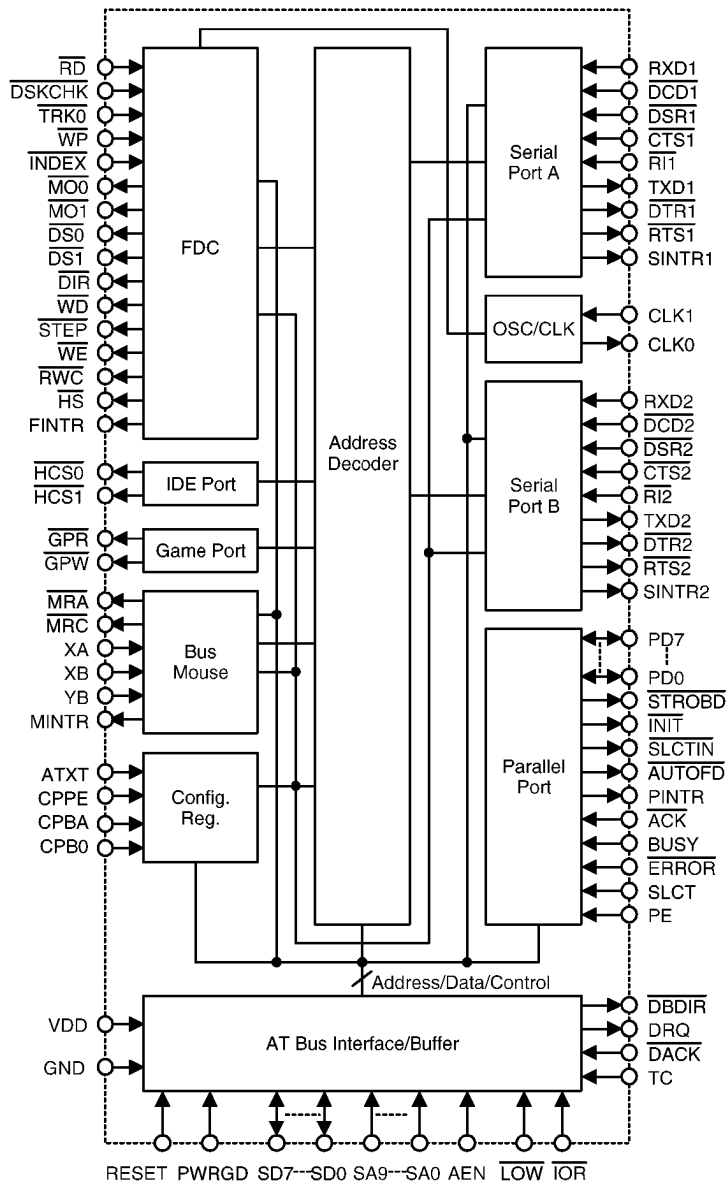 RD
DSKCHK
TRK0
WP
INDEX
MO0
MO1
DS0
DS1
DIR
WD
STEP
WE
RWC
HS
FINTR
HCS0
HCS1
GPR
GPW
MRA
MRC
XA
XB
YB
MINTR
ATXT
CPPE
CPBA
CPB0
VDD
GND
FDC
IDE Port
Game Port
Bus
Mouse
Config.
Reg.
Address
Decoder
Serial
Port A
OSC/CLK
Serial
Port B
Parallel
Port
Address/Data/Control
AT Bus Interface/Buffer
RXD1
DCD1
DSR1
CTS1
RI1
TXD1
DTR1
RTS1
SINTR1
CLK1
CLK0
RXD2
DCD2
DSR2
CTS2
RI2
TXD2
DTR2
RTS2
SINTR2
PD7
PD0
STROBD
INIT
SLCTIN
AUTOFD
PINTR
ACK
BUSY
ERROR
SLCT
PE
DBDIR
DRQ
DACK
TC
RESET PWRGD SD7---SD0 SA9---SA0 AEN LOW IOR